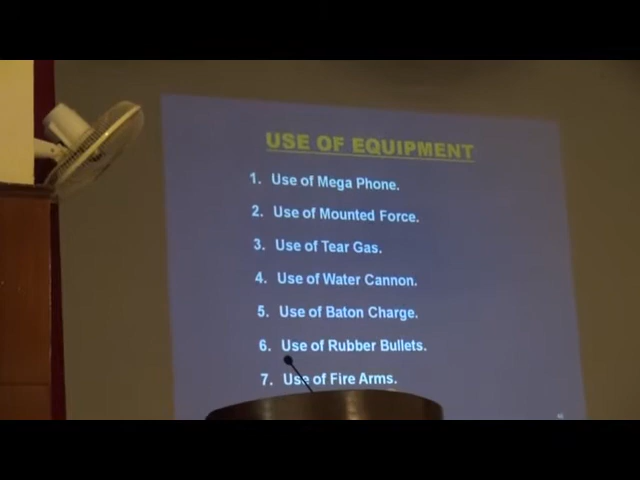 USE OF EQUIPMENT
1. Use of Mega Phone.
2. Use of Mounted Force.
3. Use of Tear Gas.
4. Use of Water Cannon.
5. Use of Baton Charge.
6. Use of Rubber Bullets.
7. Use of Fire Arms.